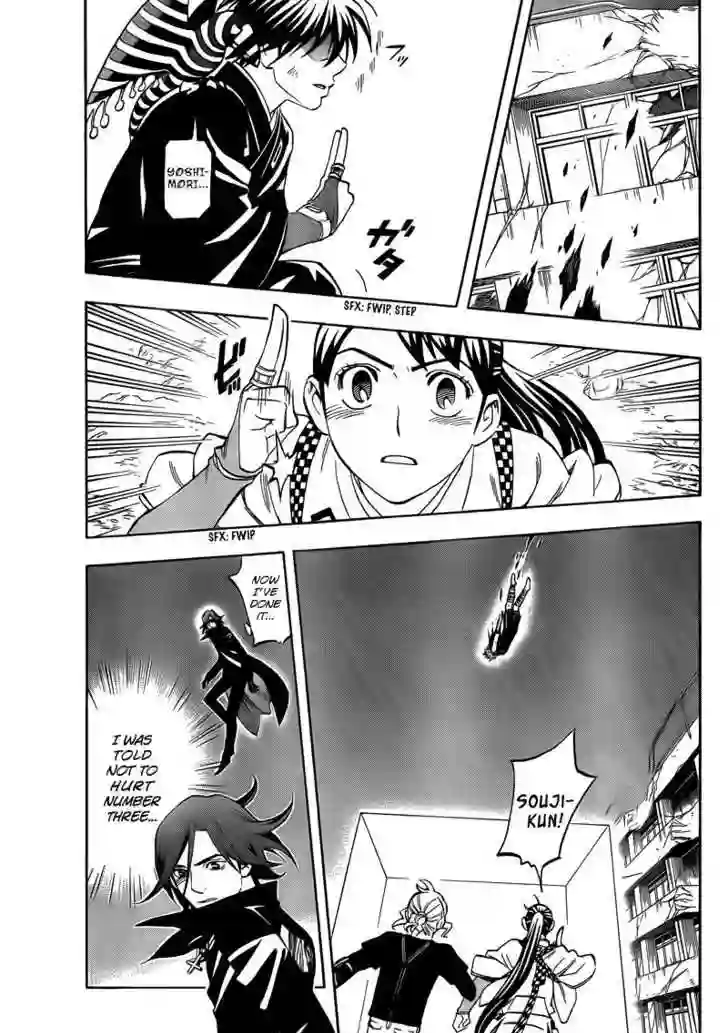 YOSHI-
MORI...
ガタ
SFX: FWIP, STEP
ビッ
SFX: FWIP
SOUJI-
KUN!
NOW
I'VE
DONE
IT...
I WAS
TOLD
NOT TO
HURT
NUMBER
THREE...